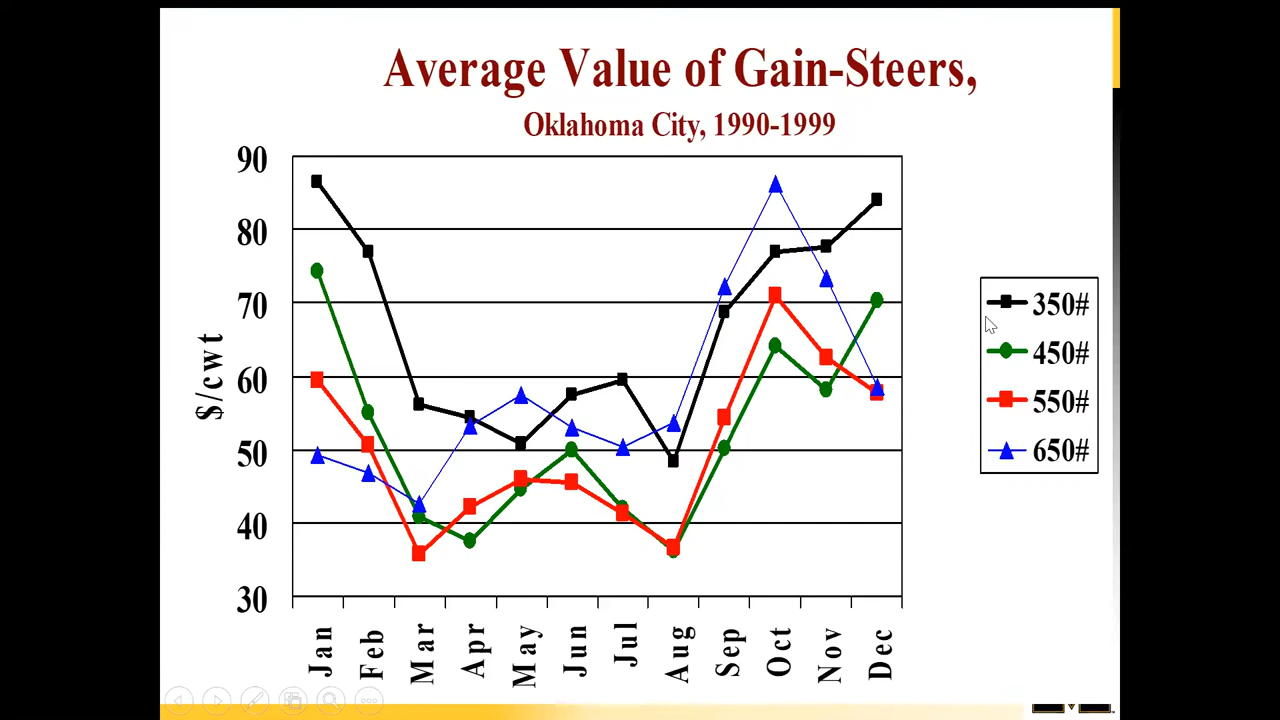 Average Value of Gain-Steers,
Oklahoma City, 1990-1999
90
80
70
60
50
40
30
$/cwt
Jan
Feb
Mar
Apr
May
Jun
Jul
Aug
Sep
Oct
Nov
Dec
350#
450#
550#
650#